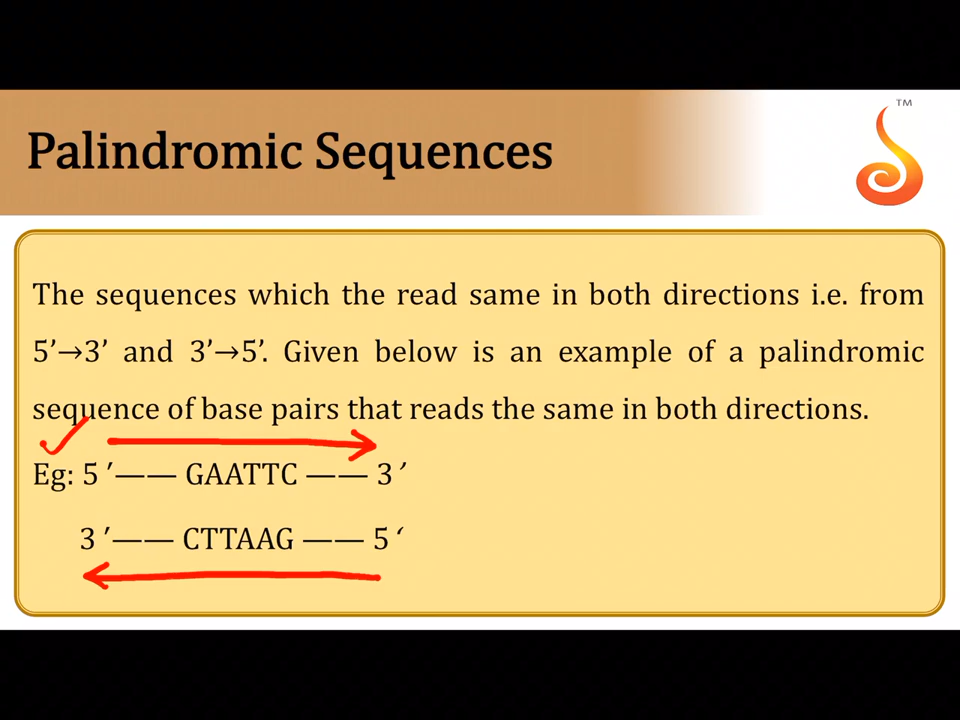 TM
Palindromic Sequences
The sequences which the read same in both directions i.e. from
5’→3’ and 3’→5’. Given below is an example of a palindromic
sequence of base pairs that reads the same in both directions.
Eg: 5 ′—— GAATTC —— 3 ’
3 ′—— CTTAAG —— 5 ‘